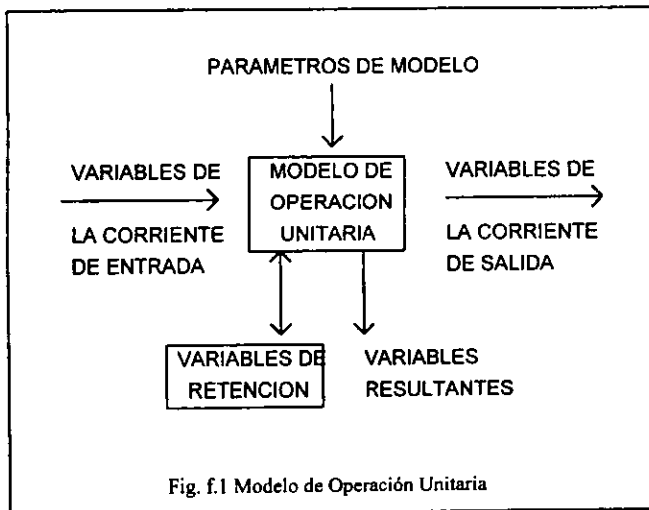 PARAMETROS DE MODELO
VARIABLES DE
LA CORRIENTE
DE ENTRADA
MODELO DE
OPERACION
UNITARIA
VARIABLES DE
LA CORRIENTE
DE SALIDA
VARIABLES DE
RETENCION
VARIABLES
RESULTANTES
Fig. f.1 Modelo de Operación Unitaria